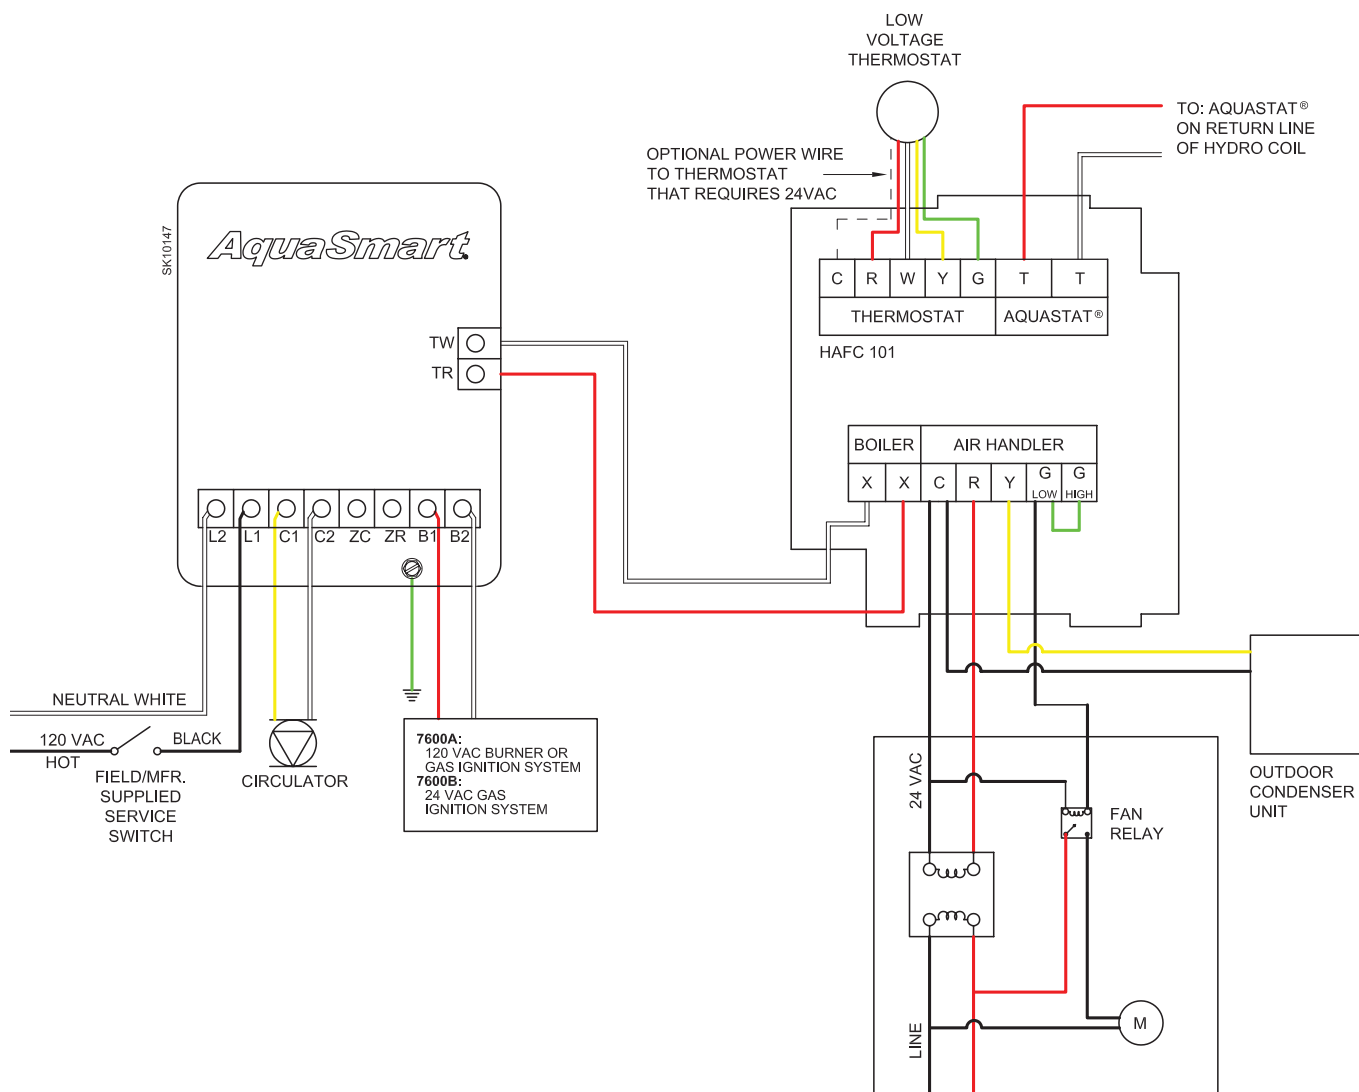 LOW
VOLTAGE
THERMOSTAT
TO: AQUASTAT®
ON RETURN LINE
OF HYDRO COIL
OPTIONAL POWER WIRE
TO THERMOSTAT
THAT REQUIRES 24VAC
SK10147
AquaSmart
C R W Y G T T
THERMOSTAT AQUASTAT®
HAFC 101
TW
TR
BOILER AIR HANDLER
X X C R Y G LOW G HIGH
L2 L1 C1 C2 ZC ZR B1 B2
NEUTRAL WHITE
120 VAC
HOT
BLACK
FIELD/MFR.
SUPPLIED
SERVICE
SWITCH
CIRCULATOR
7600A:
120 VAC BURNER OR
GAS IGNITION SYSTEM
7600B:
24 VAC GAS
IGNITION SYSTEM
24 VAC
FAN
RELAY
OUTDOOR
CONDENSER
UNIT
LINE
M